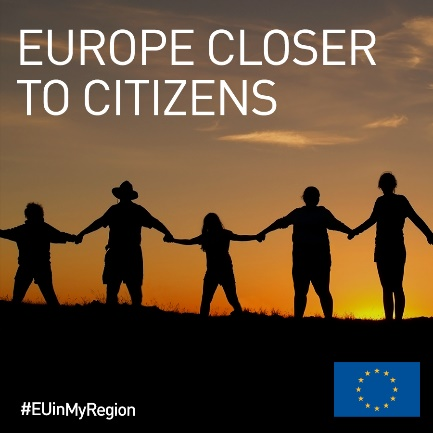 EUROPE CLOSER
TO CITIZENS
#EUinMyRegion